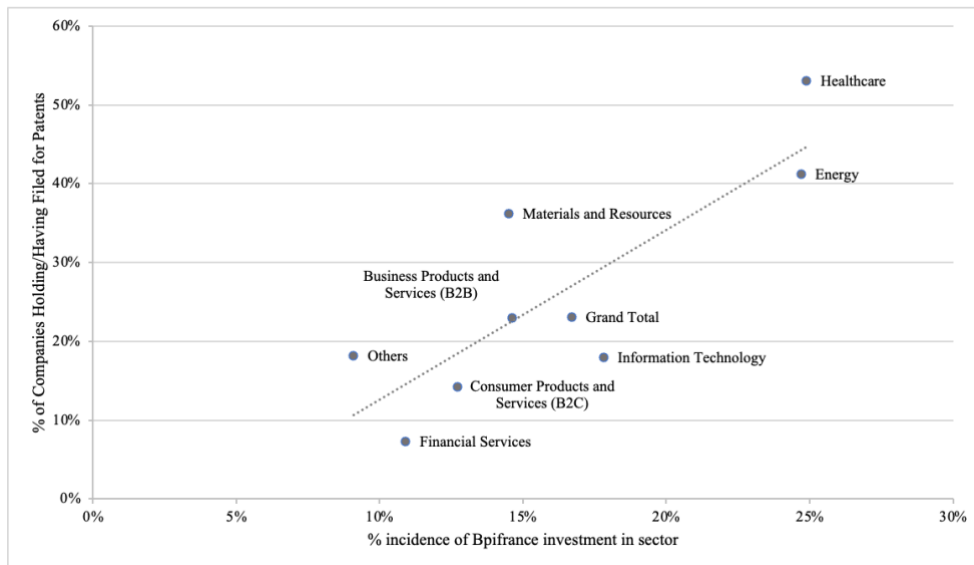 60%
50%
40%
30%
20%
10%
0%
% of Companies Holding/Having Filed for Patents
Healthcare
Energy
Materials and Resources
Business Products and
Services (B2B)
Grand Total
Others
Information Technology
Consumer Products and
Services (B2C)
Financial Services
0%
5%
10%
15%
20%
25%
30%
% incidence of Bpifrance investment in sector